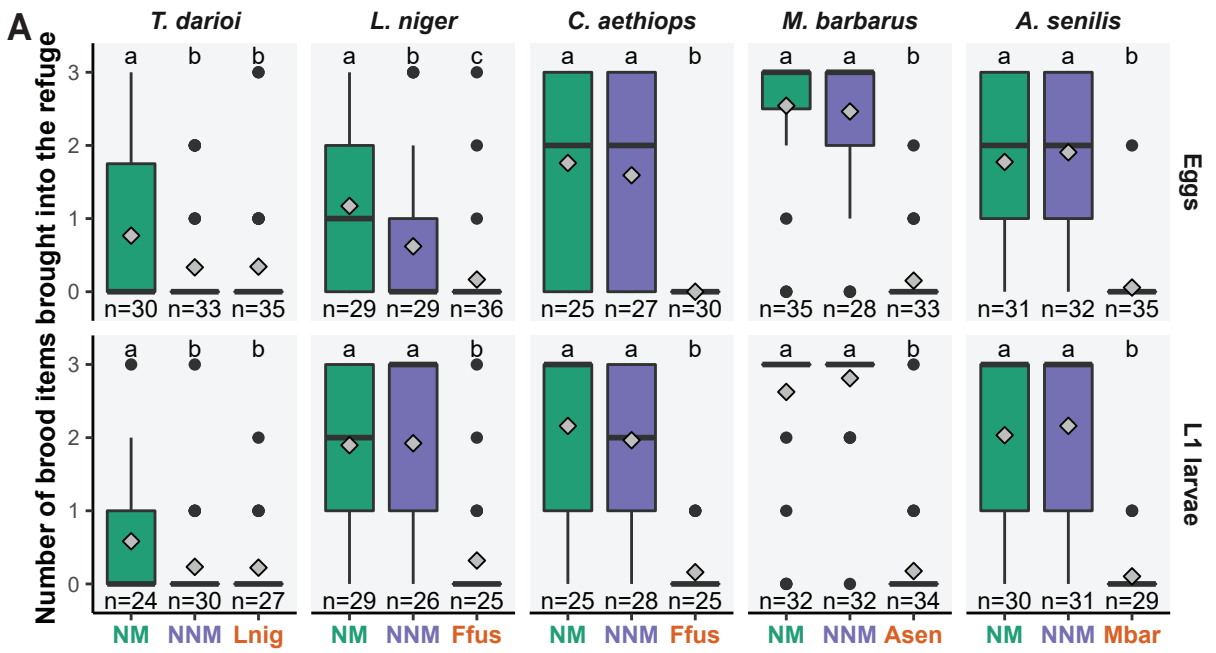 A
T. darioi L. niger C. aethiops M. barbarus A. senilis
Number of brood items brought into the refuge
a b b a b c a a b a a b a a b
3
2
1
0
n=30 n=33 n=35 n=29 n=29 n=36 n=25 n=27 n=30 n=35 n=28 n=33 n=31 n=32 n=35
Eggs
a b b a a b a a b a a b a a b
3
2
1
0
n=24 n=30 n=27 n=29 n=26 n=25 n=25 n=28 n=25 n=32 n=32 n=34 n=30 n=31 n=29
L1 larvae
NM NNM Lnig NM NNM Ffus NM NNM Ffus NM NNM Asen NM NNM Mbar